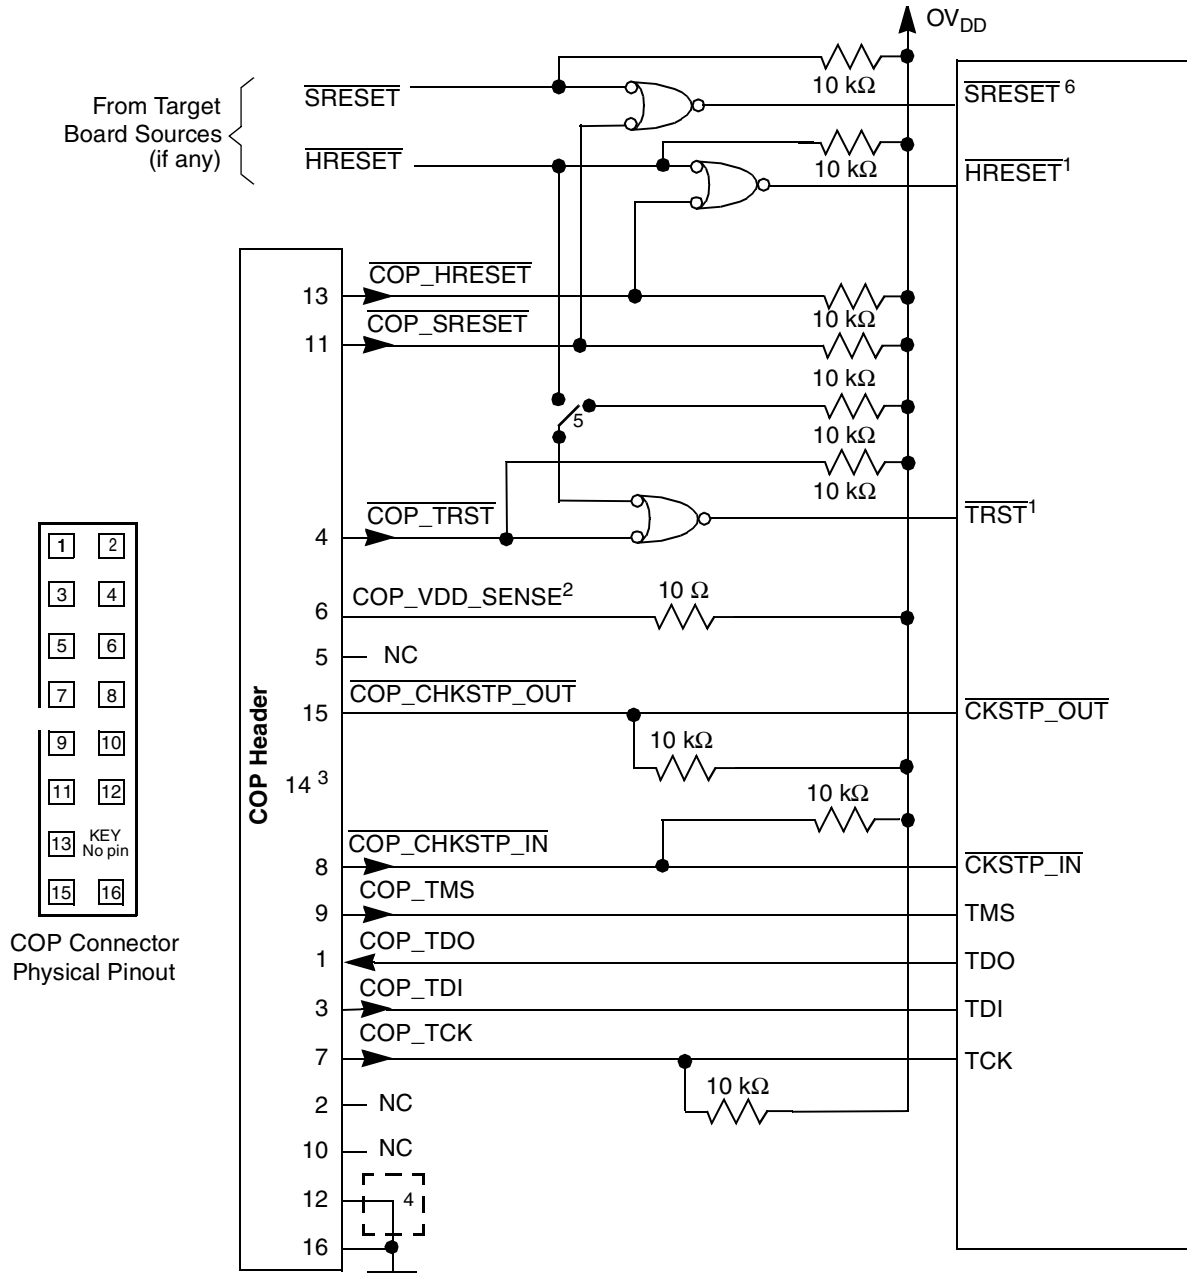 OVDD
10 kΩ
From Target
Board Sources
(if any)
SRESET
SRESET 6
HRESET
10 kΩ
HRESET1
COP_HRESET
13
10 kΩ
COP_SRESET
11
10 kΩ
5
10 kΩ
10 kΩ
COP_TRST
4
TRST1
COP_VDD_SENSE2
10 Ω
6
5
NC
COP_CHKSTP_OUT
15
CKSTP_OUT
10 kΩ
COP Header
14 3
10 kΩ
COP_CHKSTP_IN
8
CKSTP_IN
COP_TMS
9
TMS
COP_TDO
1
TDO
COP_TDI
3
TDI
COP_TCK
7
TCK
10 kΩ
2
NC
10
NC
12
4
16
1 2
3 4
5 6
7 8
9 10
11 12
13 KEY
No pin
15 16
COP Connector
Physical Pinout